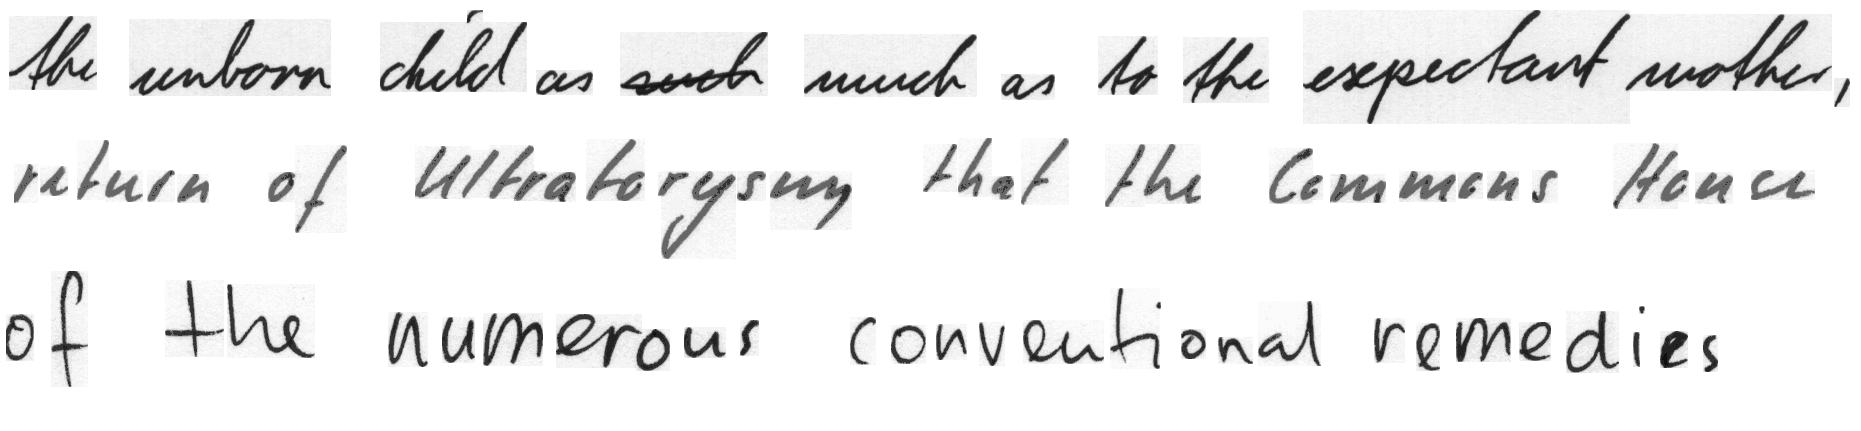 the unborn child as such much as to the expectant mother,
return of Ultratorysmy that the Commons House
of the numerous conventional remedies